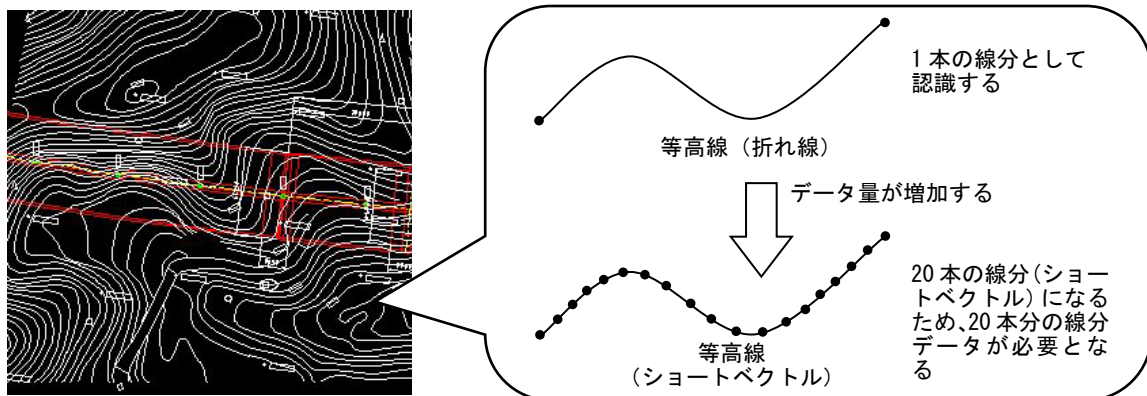 1本の線分として
認識する
等高線（折れ線）
データ量が増加する
20本の線分（ショー
トベクトル）になる
ため、20本分の線分
データが必要とな
る
等高線
（ショートベクトル）